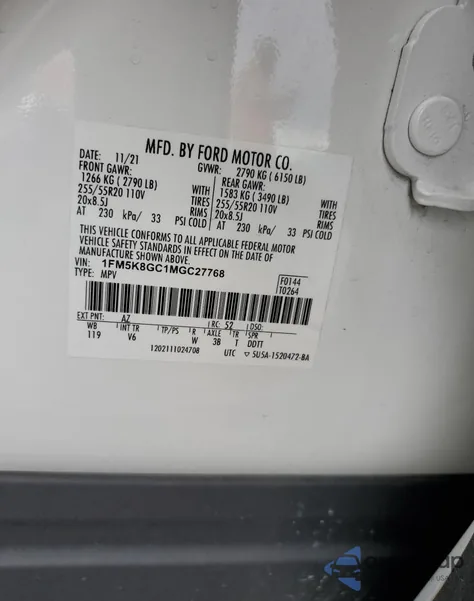 MFD. BY FORD MOTOR CO.
DATE: 11/21 GVWR: 2790 KG (6150 LB)
FRONT GAWR: REAR GAWR:
1266 KG (2790 LB) WITH 1583 KG (3490 LB) WITH
255/55R20 110V TIRES 255/55R20 110V TIRES
20x8.5J RIMS 20x8.5J RIMS
AT 230 kPa/ 33 PSI COLD AT 230 kPa/ 33 PSI COLD
THIS VEHICLE CONFORMS TO ALL APPLICABLE FEDERAL MOTOR
VEHICLE SAFETY STANDARDS IN EFFECT ON THE DATE OF
MANUFACTURE SHOWN ABOVE.
VIN: 1FM5K8GC1MGC27768 F0144
TYPE: MPV T0264
EXT PNT: AZ RC: 52 DSO:
WB INT TR TP/PS R AXLE TR SPR
119 V6 W 3B T DDTT
1202111024708 UTC ▽ 5U5A-1520472-BA